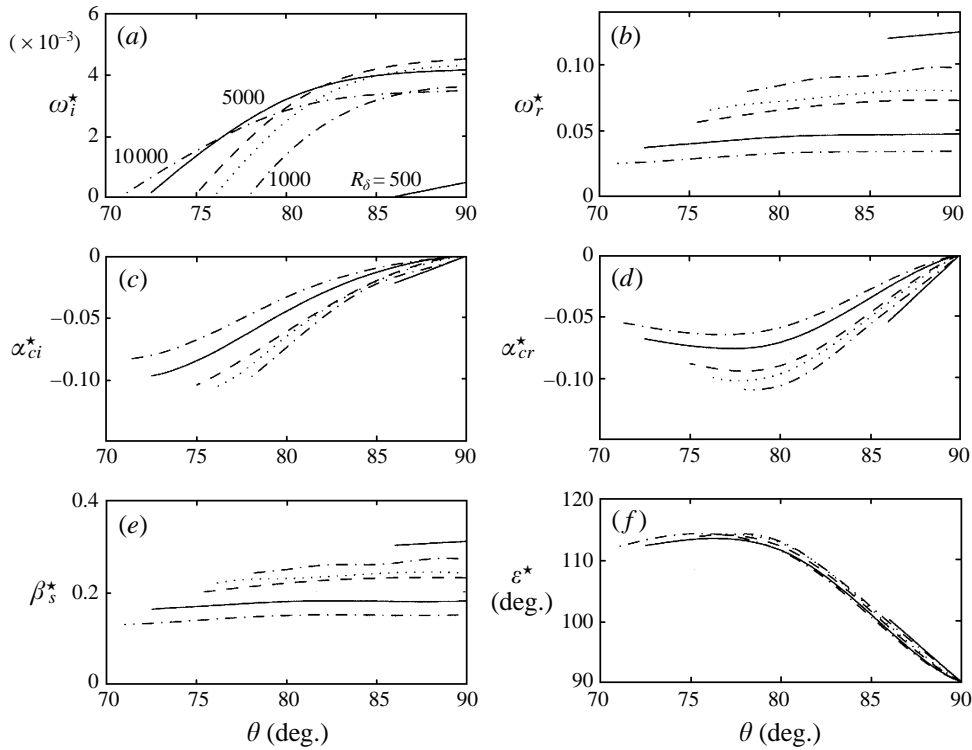 6 (a)
(× 10⁻³)
4
ω*i
2
0
5000
10000
1000
R_δ = 500
70 75 80 85 90
(b)
0.10
ω*r
0.05
0
70 75 80 85 90
0 (c)
−0.05
α*ci
−0.10
70 75 80 85 90
0 (d)
−0.05
α*cr
−0.10
70 75 80 85 90
0.4 (e)
β*s 0.2
0
70 75 80 85 90
θ (deg.)
120 (f)
110
ε*
(deg.)
100
90
70 75 80 85 90
θ (deg.)